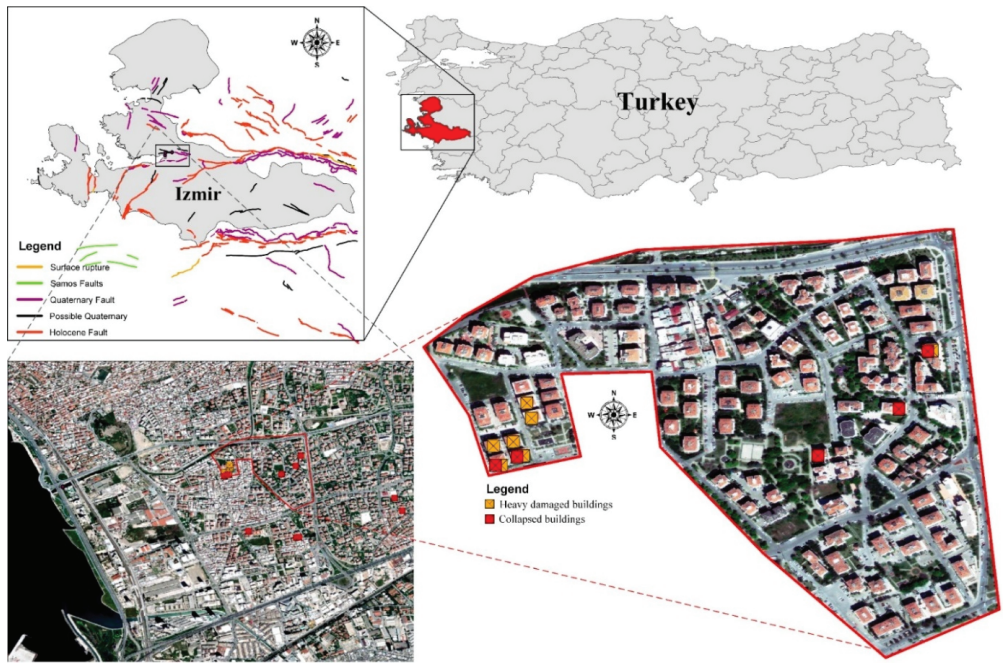 N
W E
S
Turkey
Izmir
Legend
Surface rupture
Samos Faults
Quaternary Fault
Possible Quaternary
Holocene Fault
N
W E
S
Legend
Heavy damaged buildings
Collapsed buildings